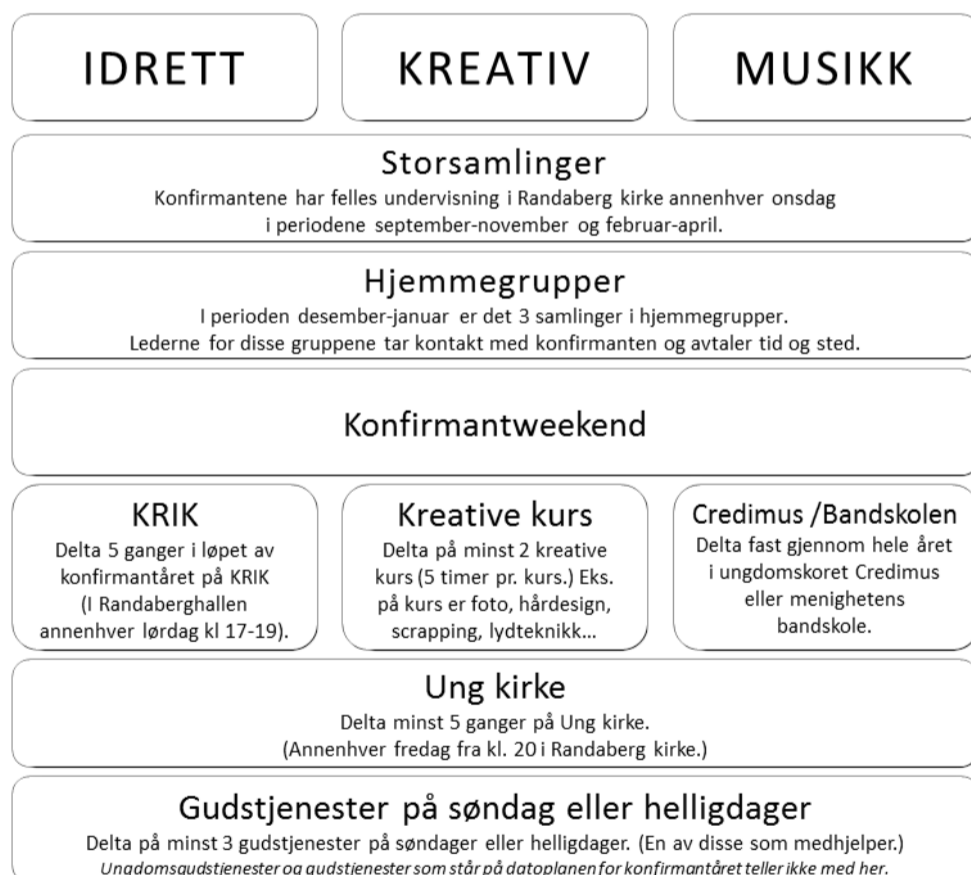 IDRETT
KREATIV
MUSIKK
Storsamlinger
Konfirmantene har felles undervisning i Randaberg kirke annenhver onsdag
i periodene september-november og februar-april.
Hjemmegrupper
I perioden desember-januar er det 3 samlinger i hjemmegrupper.
Lederne for disse gruppene tar kontakt med konfirmanten og avtaler tid og sted.
Konfirmantweekend
KRIK
Delta 5 ganger i løpet av
konfirmantåret på KRIK
(I Randaberghallen
annenhver lørdag kl 17-19).
Kreative kurs
Delta på minst 2 kreative
kurs (5 timer pr. kurs.) Eks.
på kurs er foto, hårdesign,
scrapping, lydteknikk...
Credimus /Bandskolen
Delta fast gjennom hele året
i ungdomskoret Credimus
eller menighetens
bandskole.
Ung kirke
Delta minst 5 ganger på Ung kirke.
(Annenhver fredag fra kl. 20 i Randaberg kirke.)
Gudstjenester på søndag eller helligdager
Delta på minst 3 gudstjenester på søndager eller helligdager. (En av disse som medhjelper.)
Ungdomsgudstjenester og gudstjenester som står på datoplanen for konfirmantåret teller ikke med her.